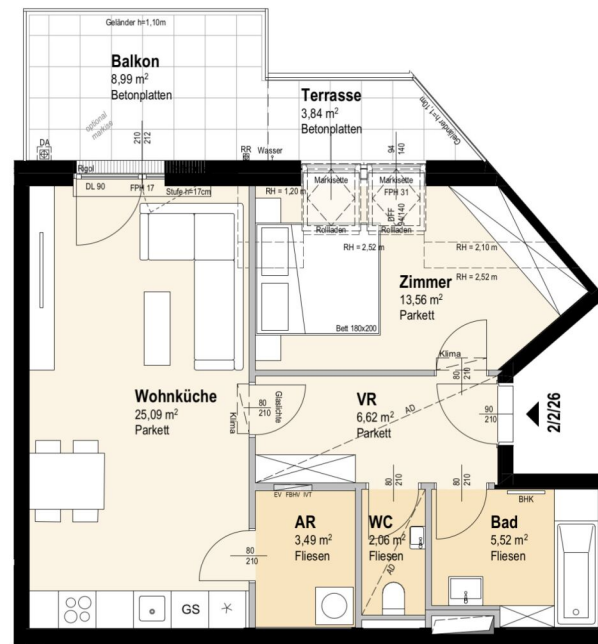 Geländer h=1,10m
Balkon
8,99 m²
Betonplatten
Terrasse
3,84 m²
Betonplatten
Geländer h=1,10m
optional
markise
210
212
94
140
DA
RR
Wasser
Rigol
DL 90
FPH 17
Stufe h=17cm
RH = 1,20 m
Markisette
Markisette
FPH 31
DFF
94/140
Rollladen
Rollladen
RH = 2,52 m
RH = 2,10 m
RH = 2,52 m
Zimmer
13,56 m²
Parkett
Bett 180x200
Klima
80
210
Wohnküche
25,09 m²
Parkett
Klima
80
210
Glaslichte
VR
6,62 m²
Parkett
AD
90
210
2/2/26
80
210
80
210
EV FBHV IVT
BHK
AR
3,49 m²
Fliesen
WC
2,06 m²
Fliesen
AD
Bad
5,52 m²
Fliesen
80
210
GS